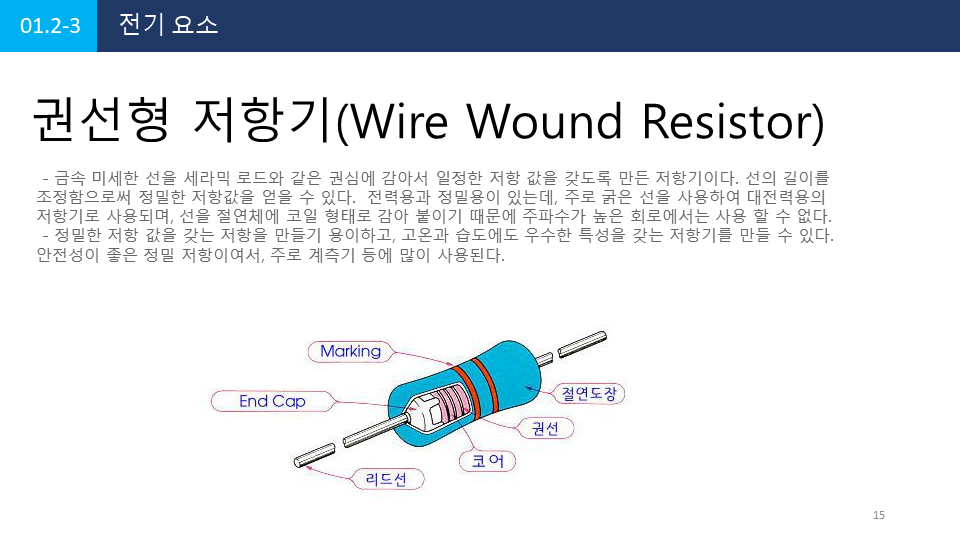 01.2-3 전기 요소
권선형 저항기(Wire Wound Resistor)
- 금속 미세한 선을 세라믹 로드와 같은 권심에 감아서 일정한 저항 값을 갖도록 만든 저항기이다. 선의 길이를
조정함으로써 정밀한 저항값을 얻을 수 있다. 전력용과 정밀용이 있는데, 주로 굵은 선을 사용하여 대전력용의
저항기로 사용되며, 선을 절연체에 코일 형태로 감아 붙이기 때문에 주파수가 높은 회로에서는 사용 할 수 없다.
- 정밀한 저항 값을 갖는 저항을 만들기 용이하고, 고온과 습도에도 우수한 특성을 갖는 저항기를 만들 수 있다.
안전성이 좋은 정밀 저항이여서, 주로 계측기 등에 많이 사용된다.
Marking
End Cap
절연도장
권선
코어
리드선
15